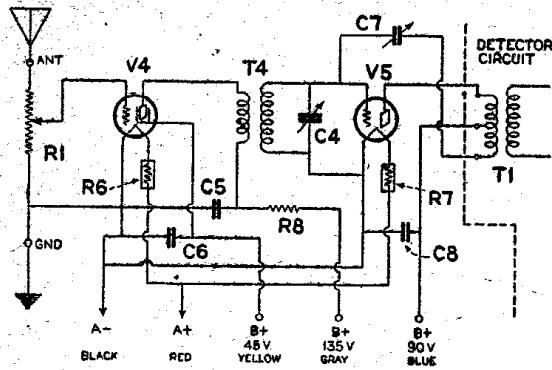 C7
DETECTOR
CIRCUIT
ANT
V4
T4
V5
C4
R1
R6
C5
R7
T1
R8
GND
C6
C8
A-
A+
B+
B+
B+
45 V.
135 V.
90 V.
BLACK
RED
YELLOW
GRAY
BLUE